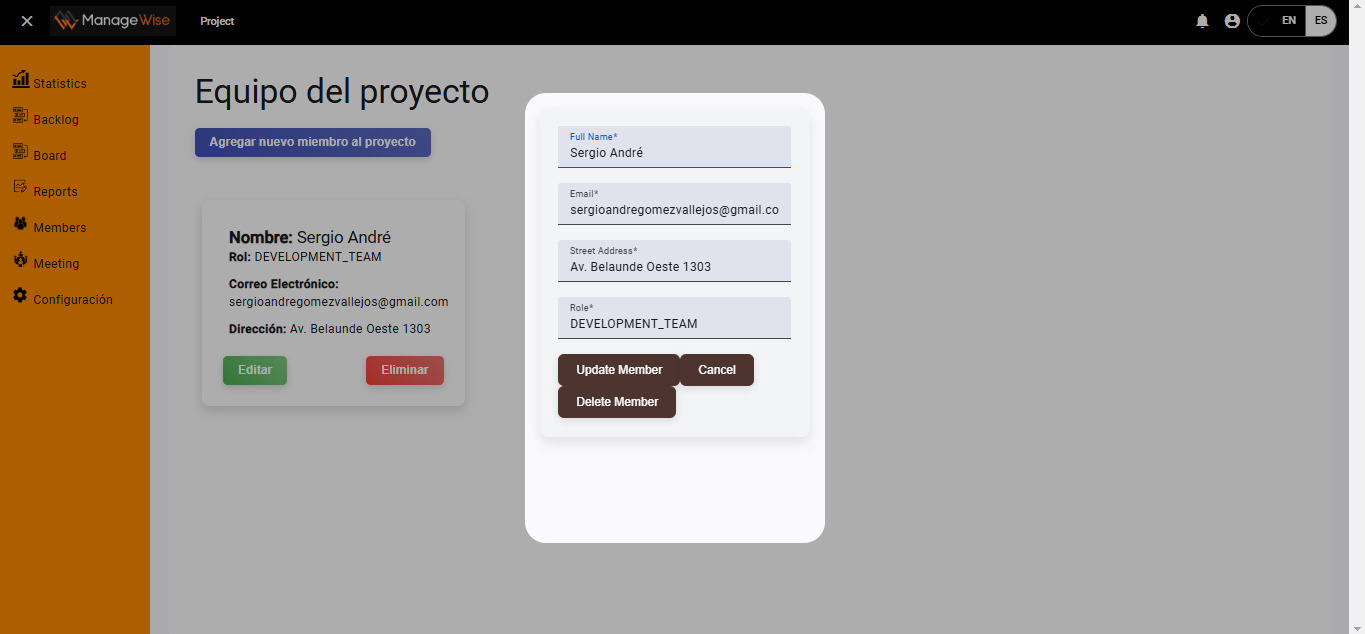 ManageWise
Project
EN
ES
Statistics
Backlog
Board
Reports
Members
Meeting
Configuración
Equipo del proyecto
Agregar nuevo miembro al proyecto
Nombre: Sergio André
Rol: DEVELOPMENT_TEAM
Correo Electrónico:
sergioandregomezvallejos@gmail.com
Dirección: Av. Belaunde Oeste 1303
Editar
Eliminar
Full Name*
Sergio André
Email*
sergioandregomezvallejos@gmail.co
Street Address*
Av. Belaunde Oeste 1303
Role*
DEVELOPMENT_TEAM
Update Member
Cancel
Delete Member